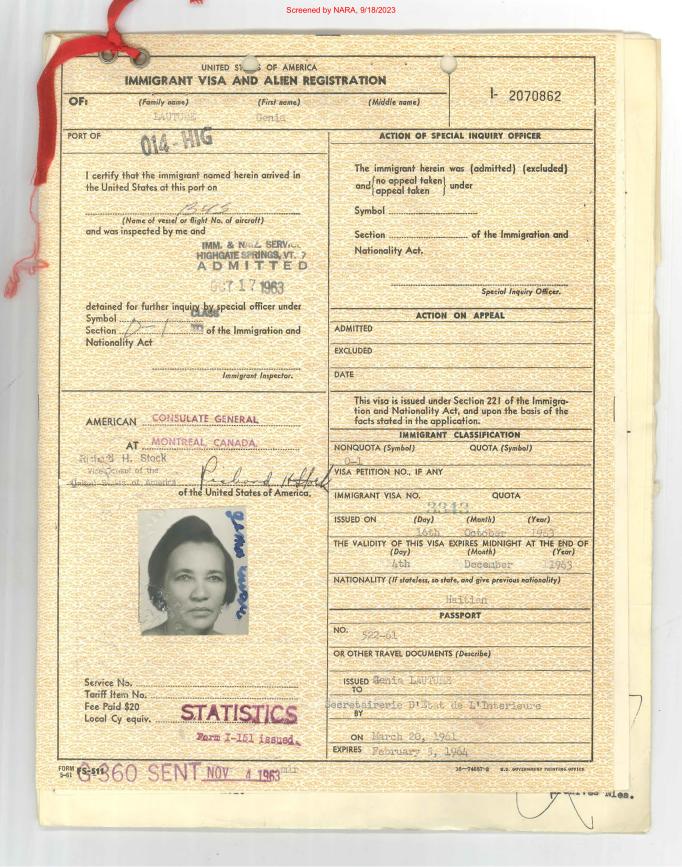 Screened by NARA, 9/18/2023
UNITED STATES OF AMERICA
IMMIGRANT VISA AND ALIEN REGISTRATION
OF: (Family name) (First name) (Middle name)
LAUTURE Genia
I- 2070862
PORT OF
014-HIG
I certify that the immigrant named herein arrived in
the United States at this port on
Bus
(Name of vessel or flight No. of aircraft)
and was inspected by me and
IMM. & NATZ. SERVICE
HIGHGATE SPRINGS, VT.
ADMITTED
OCT 17 1963
detained for further inquiry by special officer under
CLASS
Symbol
Section O-1 of the Immigration and
Nationality Act
Immigrant Inspector.
ACTION OF SPECIAL INQUIRY OFFICER
The immigrant herein was (admitted) (excluded)
and {no appeal taken / appeal taken} under
Symbol
Section of the Immigration and
Nationality Act.
Special Inquiry Officer.
ACTION ON APPEAL
ADMITTED
EXCLUDED
DATE
This visa is issued under Section 221 of the Immigra-
tion and Nationality Act, and upon the basis of the
facts stated in the application.
AMERICAN CONSULATE GENERAL
AT MONTREAL, CANADA
Richard H. Stock
Vice Consul of the
United States of America
Richard H Stock
of the United States of America.
IMMIGRANT CLASSIFICATION
NONQUOTA (Symbol) QUOTA (Symbol)
O-1
VISA PETITION NO., IF ANY
IMMIGRANT VISA NO. QUOTA
3343
ISSUED ON (Day) (Month) (Year)
16th October 1963
THE VALIDITY OF THIS VISA EXPIRES MIDNIGHT AT THE END OF
(Day) (Month) (Year)
4th December 1963
NATIONALITY (If stateless, so state, and give previous nationality)
Haitian
PASSPORT
NO. 522-61
OR OTHER TRAVEL DOCUMENTS (Describe)
ISSUED TO Genia LAUTURE
Secretairerie D'Etat de L'Interieure
BY
ON March 20, 1961
EXPIRES February 3, 1964
Service No.
Tariff Item No.
Fee Paid $20
Local Cy equiv.
STATISTICS
Form I-151 issued.
FORM FS-511
5-61
G-360 SENT NOV 4 1963
16—74687-2 U.S. GOVERNMENT PRINTING OFFICE